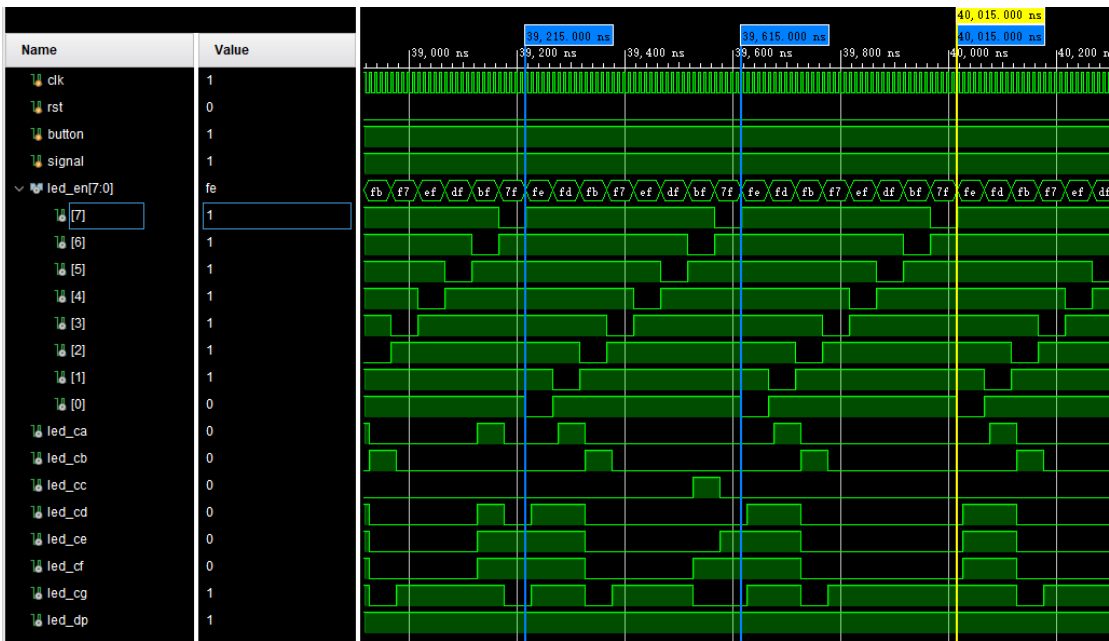 40,015.000 ns
39,215.000 ns 39,615.000 ns 40,015.000 ns
Name Value
39,000 ns 39,200 ns 39,400 ns 39,600 ns 39,800 ns 40,000 ns 40,200 n
clk 1
rst 0
button 1
signal 1
led_en[7:0] fe fb f7 ef df bf 7f fe fd fb f7 ef df bf 7f fe fd fb f7 ef df bf 7f fe fd fb f7 ef df
[7] 1
[6] 1
[5] 1
[4] 1
[3] 1
[2] 1
[1] 1
[0] 0
led_ca 0
led_cb 0
led_cc 0
led_cd 0
led_ce 0
led_cf 0
led_cg 1
led_dp 1